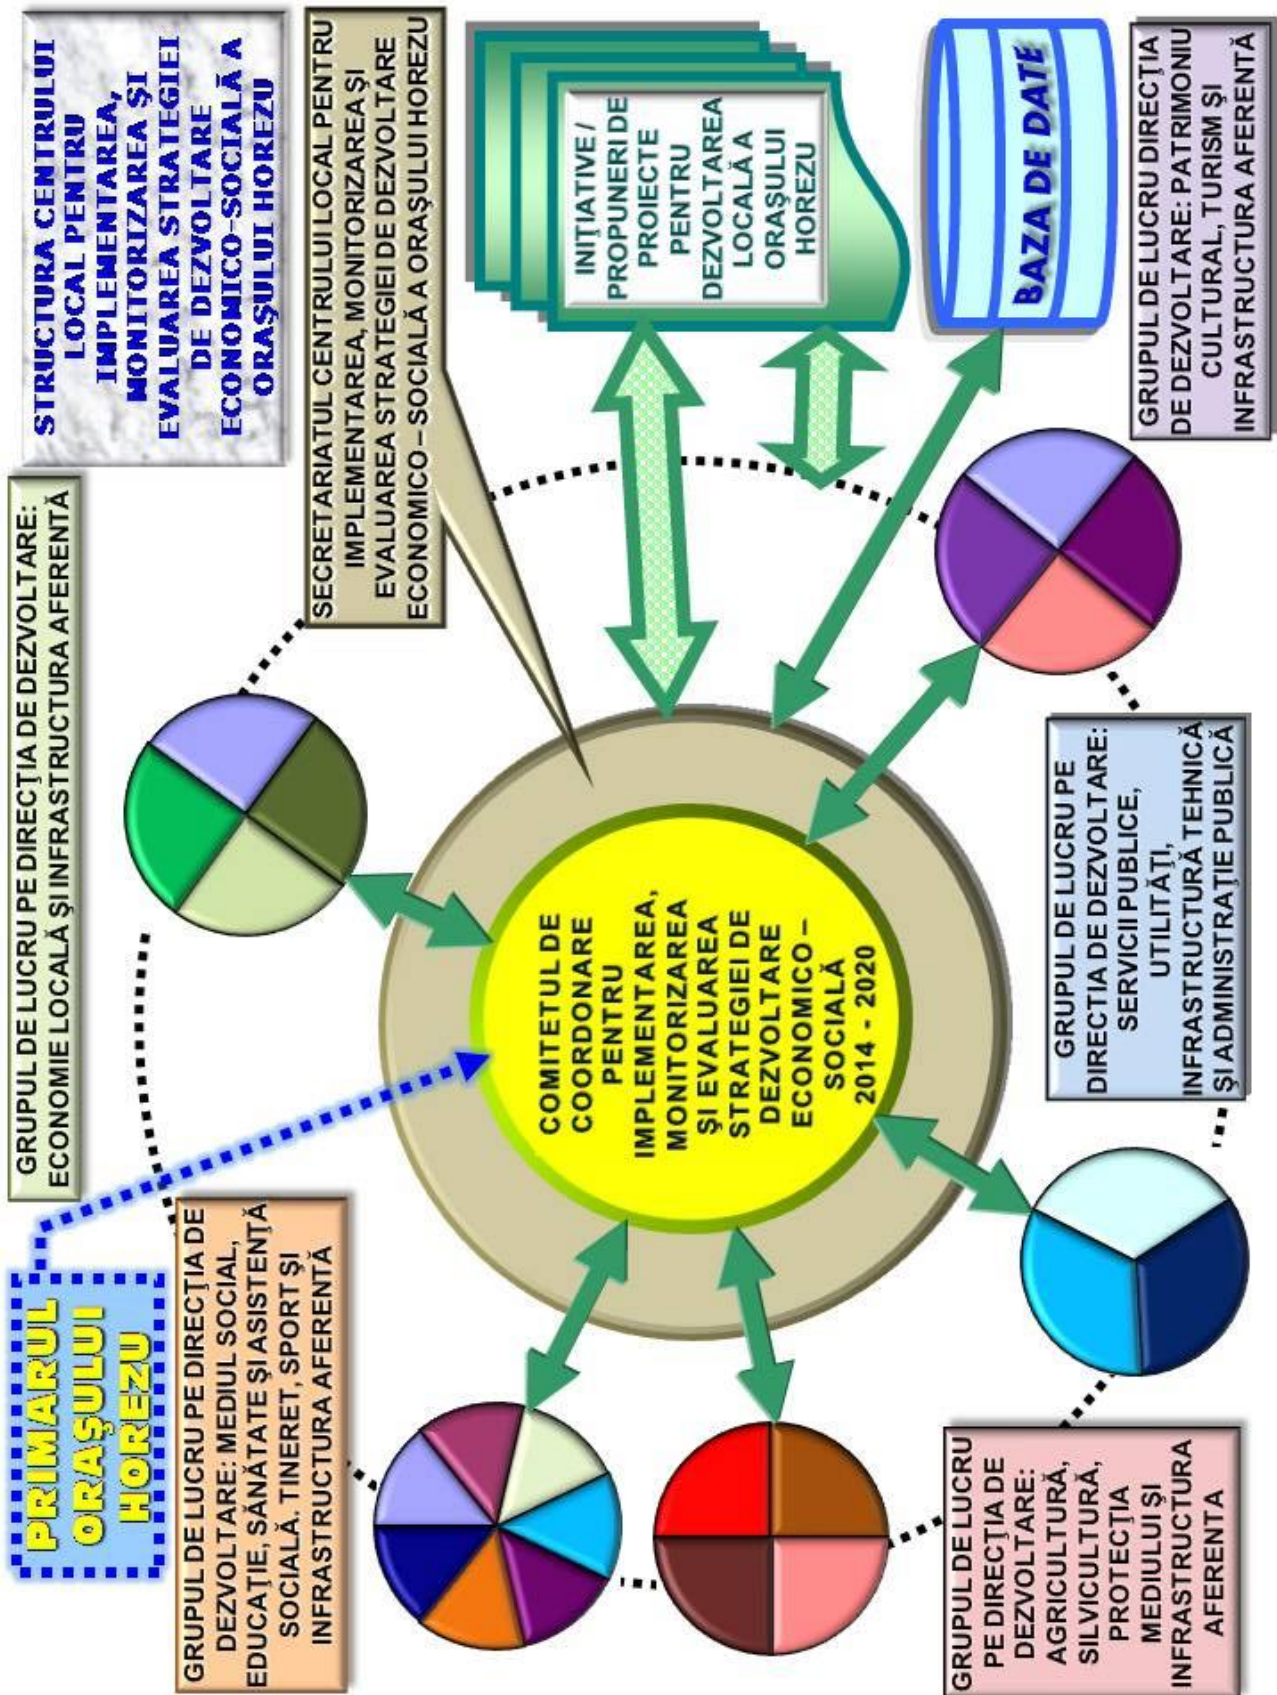 PRIMARUL
ORAŞULUI
HOREZU
GRUPUL DE LUCRU PE DIRECŢIA DE DEZVOLTARE:
ECONOMIE LOCALĂ ŞI INFRASTRUCTURA AFERENTĂ
STRUCTURA CENTRULUI
LOCAL PENTRU
IMPLEMENTAREA,
MONITORIZAREA ŞI
EVALUAREA STRATEGIEI
DE DEZVOLTARE
ECONOMICO-SOCIALĂ A
ORAŞULUI HOREZU
GRUPUL DE LUCRU PE DIRECŢIA DE
DEZVOLTARE: MEDIUL SOCIAL,
EDUCAŢIE, SĂNĂTATE ŞI ASISTENŢĂ
SOCIALĂ, TINERET, SPORT ŞI
INFRASTRUCTURA AFERENTĂ
SECRETARIATUL CENTRULUI LOCAL PENTRU
IMPLEMENTAREA, MONITORIZAREA ŞI
EVALUAREA STRATEGIEI DE DEZVOLTARE
ECONOMICO – SOCIALĂ A ORAŞULUI HOREZU
COMITETUL DE
COORDONARE
PENTRU
IMPLEMENTAREA,
MONITORIZAREA
ŞI EVALUAREA
STRATEGIEI DE
DEZVOLTARE
ECONOMICO –
SOCIALĂ
2014 - 2020
INIŢIATIVE /
PROPUNERI DE
PROIECTE
PENTRU
DEZVOLTAREA
LOCALĂ A
ORAŞULUI
HOREZU
BAZA DE DATE
GRUPUL DE LUCRU
PE DIRECŢIA DE
DEZVOLTARE:
AGRICULTURĂ,
SILVICULTURĂ,
PROTECŢIA
MEDIULUI ŞI
INFRASTRUCTURA
AFERENTA
GRUPUL DE LUCRU PE
DIRECTIA DE DEZVOLTARE:
SERVICII PUBLICE,
UTILITĂŢI,
INFRASTRUCTURĂ TEHNICĂ
ŞI ADMINISTRAŢIE PUBLICĂ
GRUPUL DE LUCRU DIRECŢIA
DE DEZVOLTARE: PATRIMONIU
CULTURAL, TURISM ŞI
INFRASTRUCTURA AFERENTĂ